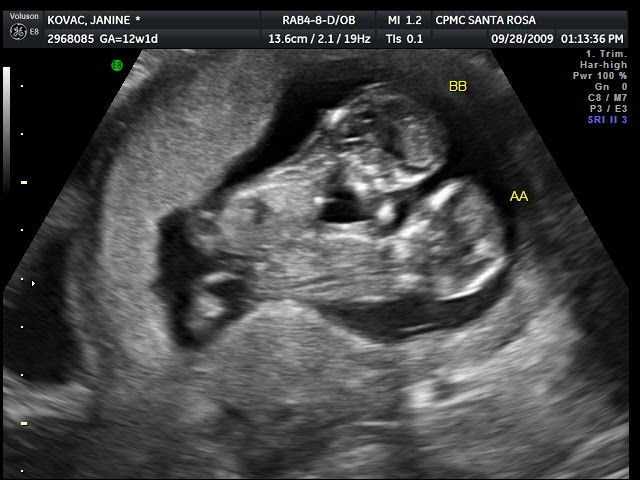 Voluson
E8
KOVAC, JANINE *
RAB4-8-D/OB
MI 1.2
CPMC SANTA ROSA
2968085 GA=12w1d
13.6cm / 2.1 / 19Hz
TIs 0.1
09/28/2009 01:13:36 PM
E8
1. Trim.
Har-high
Pwr 100 %
Gn 0
C8 / M7
P3 / E3
SRI II 3
BB
AA